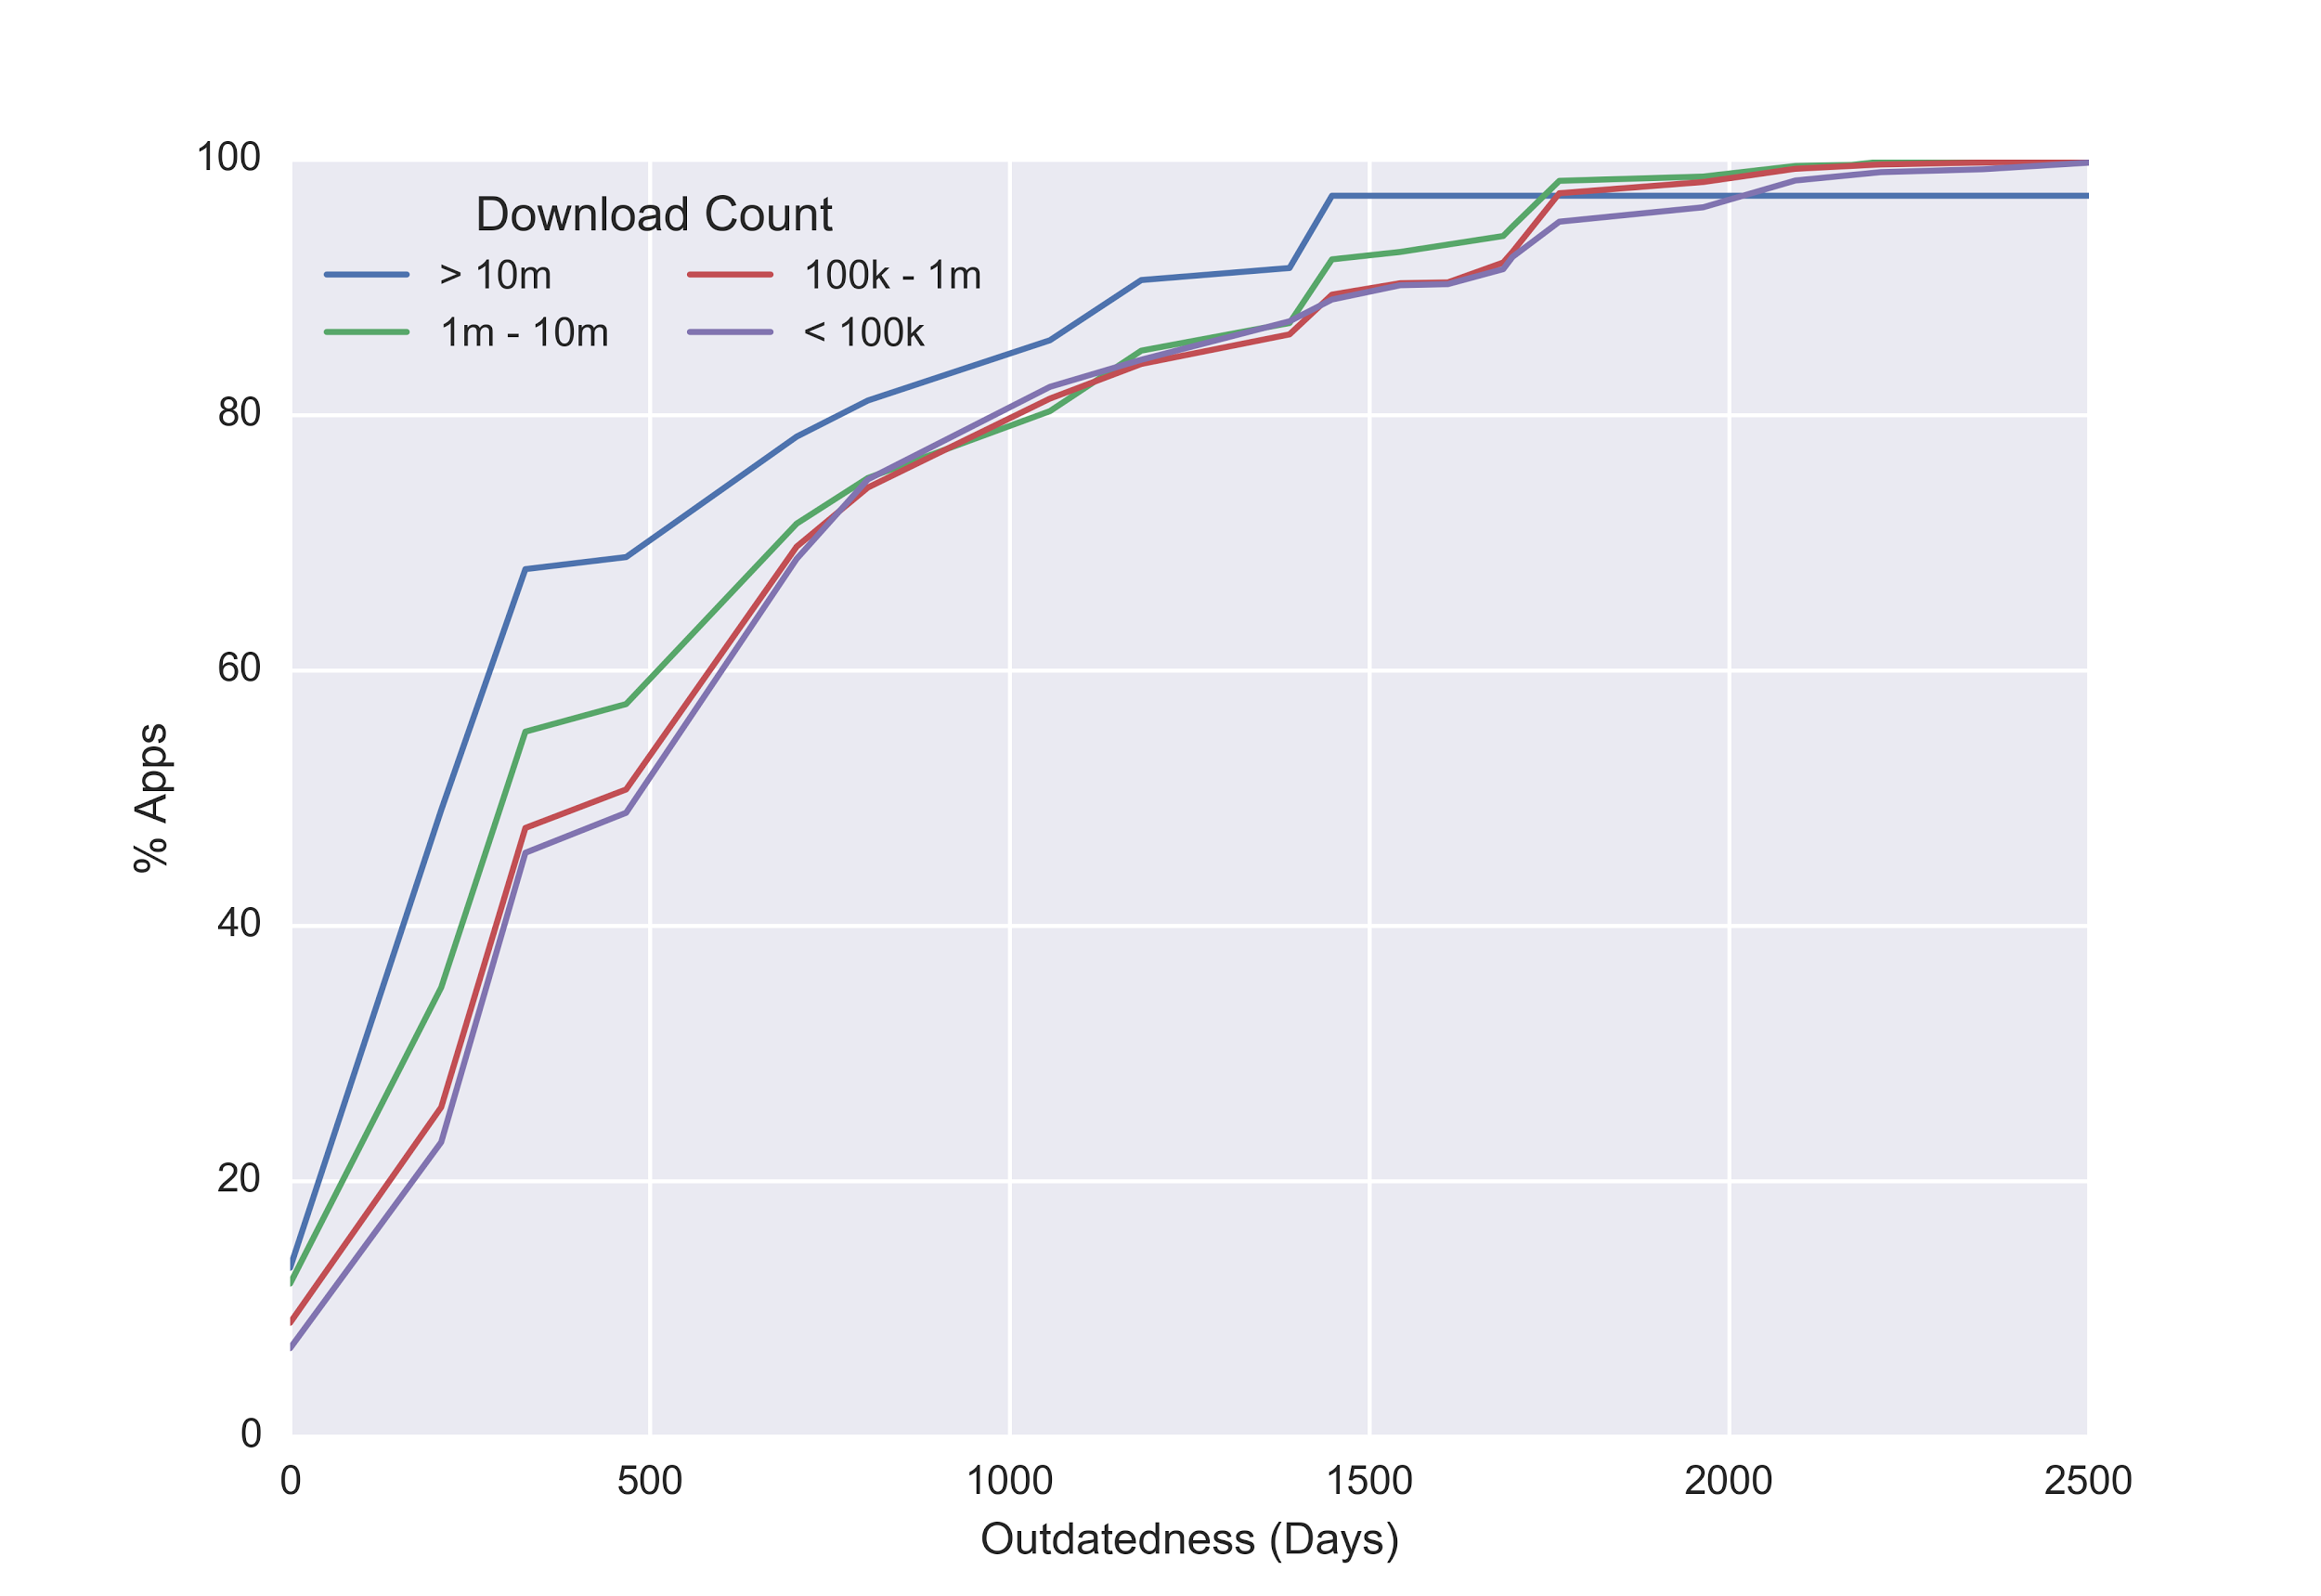 Download Count
> 10m
1m - 10m
100k - 1m
< 100k
100
80
60
40
20
0
% Apps
0 500 1000 1500 2000 2500
Outdatedness (Days)